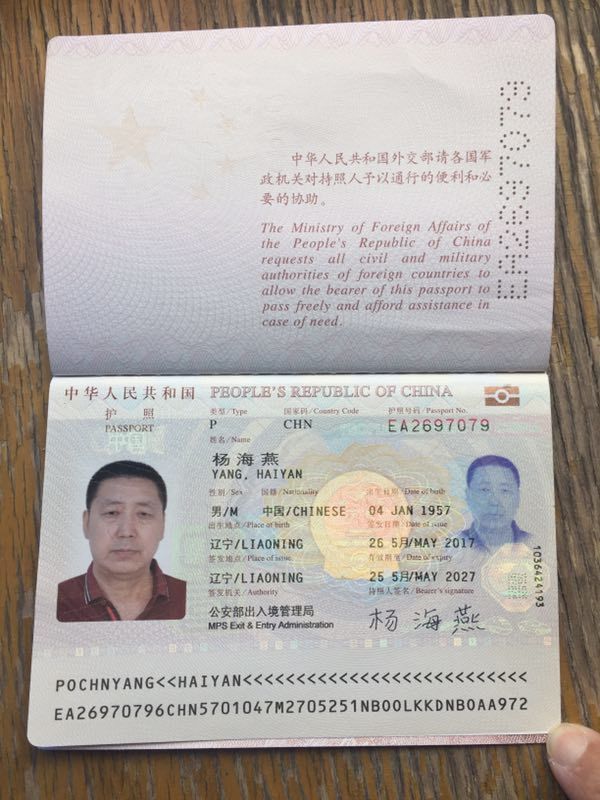 中华人民共和国外交部请各国军
政机关对持照人予以通行的便利和必
要的协助。
The Ministry of Foreign Affairs of
the People's Republic of China
requests all civil and military
authorities of foreign countries to
allow the bearer of this passport to
pass freely and afford assistance in
case of need.
EA2697079
中华人民共和国 PEOPLE'S REPUBLIC OF CHINA
护照
PASSPORT
类型/Type 国家码/Country Code 护照号码/Passport No.
P CHN EA2697079
姓名/Name
杨海燕
YANG, HAIYAN
性别/Sex 国籍/Nationality 出生日期/Date of birth
男/M 中国/CHINESE 04 JAN 1957
出生地点/Place of birth 签发日期/Date of issue
辽宁/LIAONING 26 5月/MAY 2017
签发地点/Place of issue 有效期至/Date of expiry
辽宁/LIAONING 25 5月/MAY 2027
签发机关/Authority 持照人签名/Bearer's signature
公安部出入境管理局
MPS Exit & Entry Administration
杨海燕
1036424193
POCHNYANG<<HAIYAN<<<<<<<<<<<<<<<<<<<<<<<<<<<
EA26970796CHN5701047M2705251NBOOLKKDNBOAA972